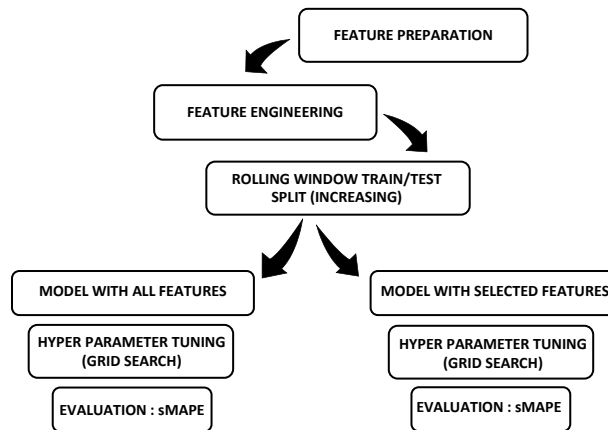 FEATURE PREPARATION
FEATURE ENGINEERING
ROLLING WINDOW TRAIN/TEST
SPLIT (INCREASING)
MODEL WITH ALL FEATURES
HYPER PARAMETER TUNING
(GRID SEARCH)
EVALUATION : sMAPE
MODEL WITH SELECTED FEATURES
HYPER PARAMETER TUNING
(GRID SEARCH)
EVALUATION : sMAPE